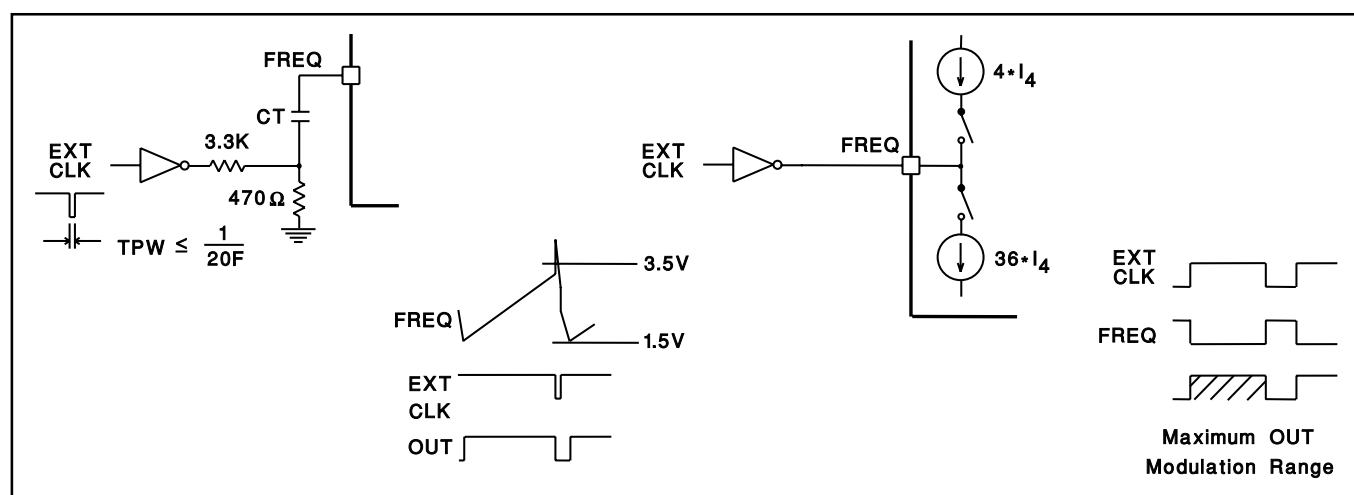 FREQ
CT
3.3K
EXT
CLK
470Ω
TPW ≤ 1/20F
3.5V
FREQ
1.5V
EXT
CLK
OUT
4*I4
FREQ
EXT
CLK
36*I4
EXT
CLK
FREQ
Maximum OUT
Modulation Range